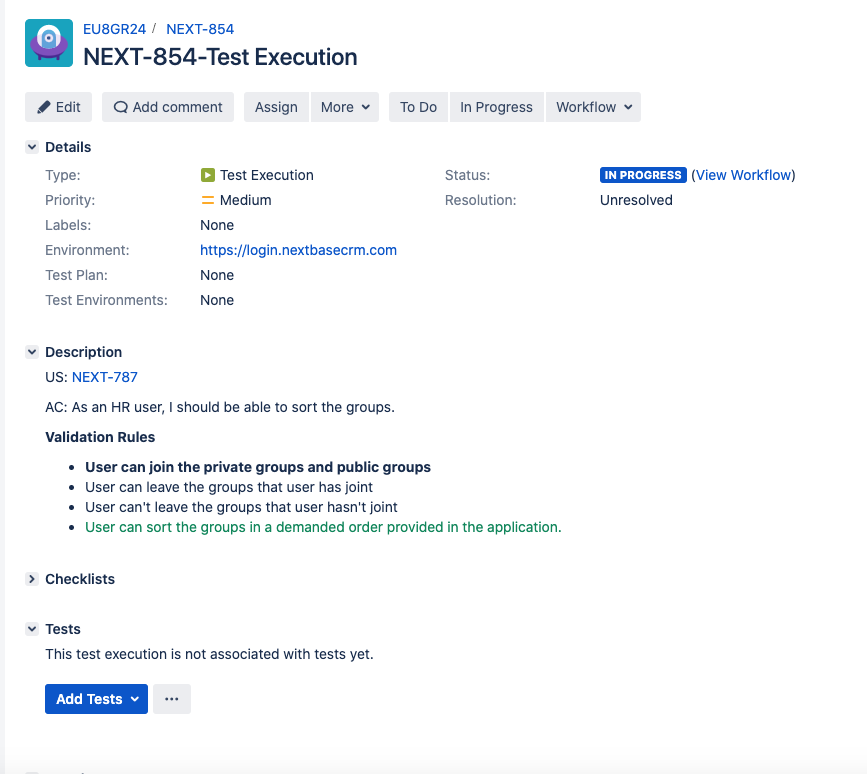 EU8GR24 / NEXT-854
NEXT-854-Test Execution
Edit Add comment Assign More To Do In Progress Workflow
Details
Type: Test Execution Status: IN PROGRESS (View Workflow)
Priority: Medium Resolution: Unresolved
Labels: None
Environment: https://login.nextbasecrm.com
Test Plan: None
Test Environments: None
Description
US: NEXT-787
AC: As an HR user, I should be able to sort the groups.
Validation Rules
• User can join the private groups and public groups
• User can leave the groups that user has joint
• User can't leave the groups that user hasn't joint
• User can sort the groups in a demanded order provided in the application.
Checklists
Tests
This test execution is not associated with tests yet.
Add Tests ...